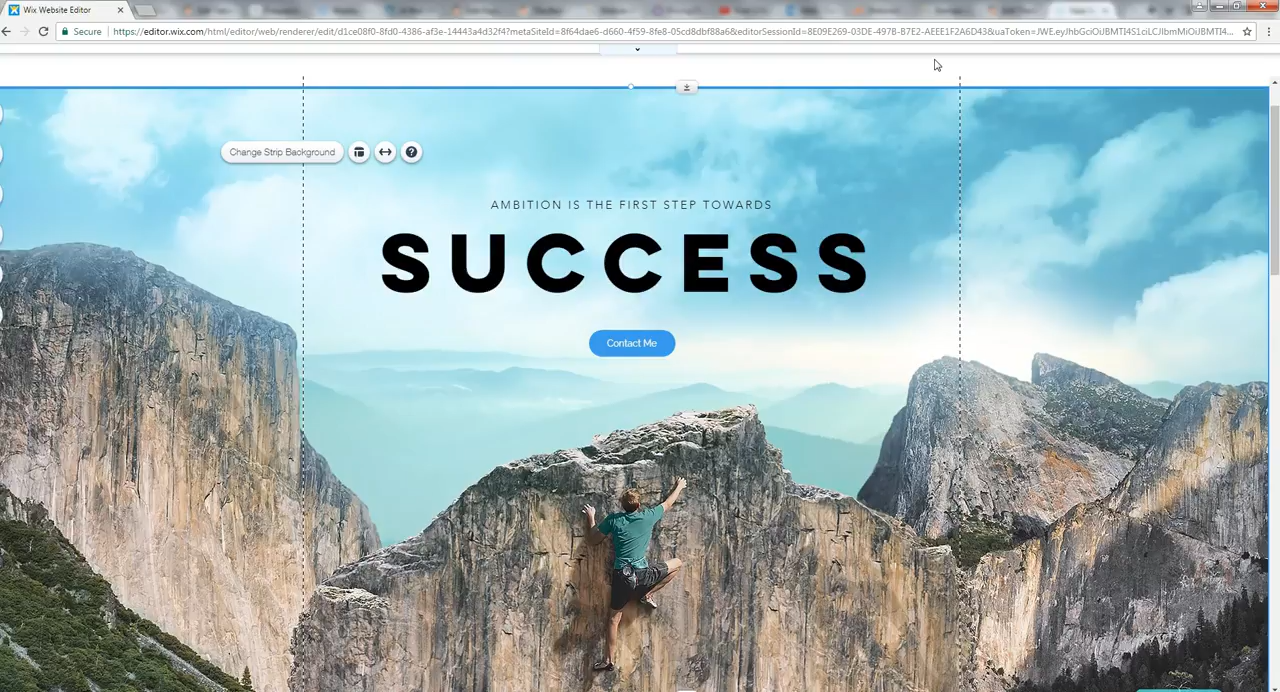 Wix Website Editor
Secure
https://editor.wix.com/html/editor/web/renderer/edit/d1ce08f0-8fd0-4386-af3e-14443a4d32f4?metaSiteId=8f64dae6-d660-4f59-8fe8-05cd8dbf88a6&editorSessionId=8E09E269-03DE-4978-B7E2-AEEE1F2A6D43&uaToken=JWE.eyJhbGciOiJBMTI4S1ciLCJlbmMiOiJBMTI4...
Change Strip Background
?
AMBITION IS THE FIRST STEP TOWARDS
SUCCESS
Contact Me